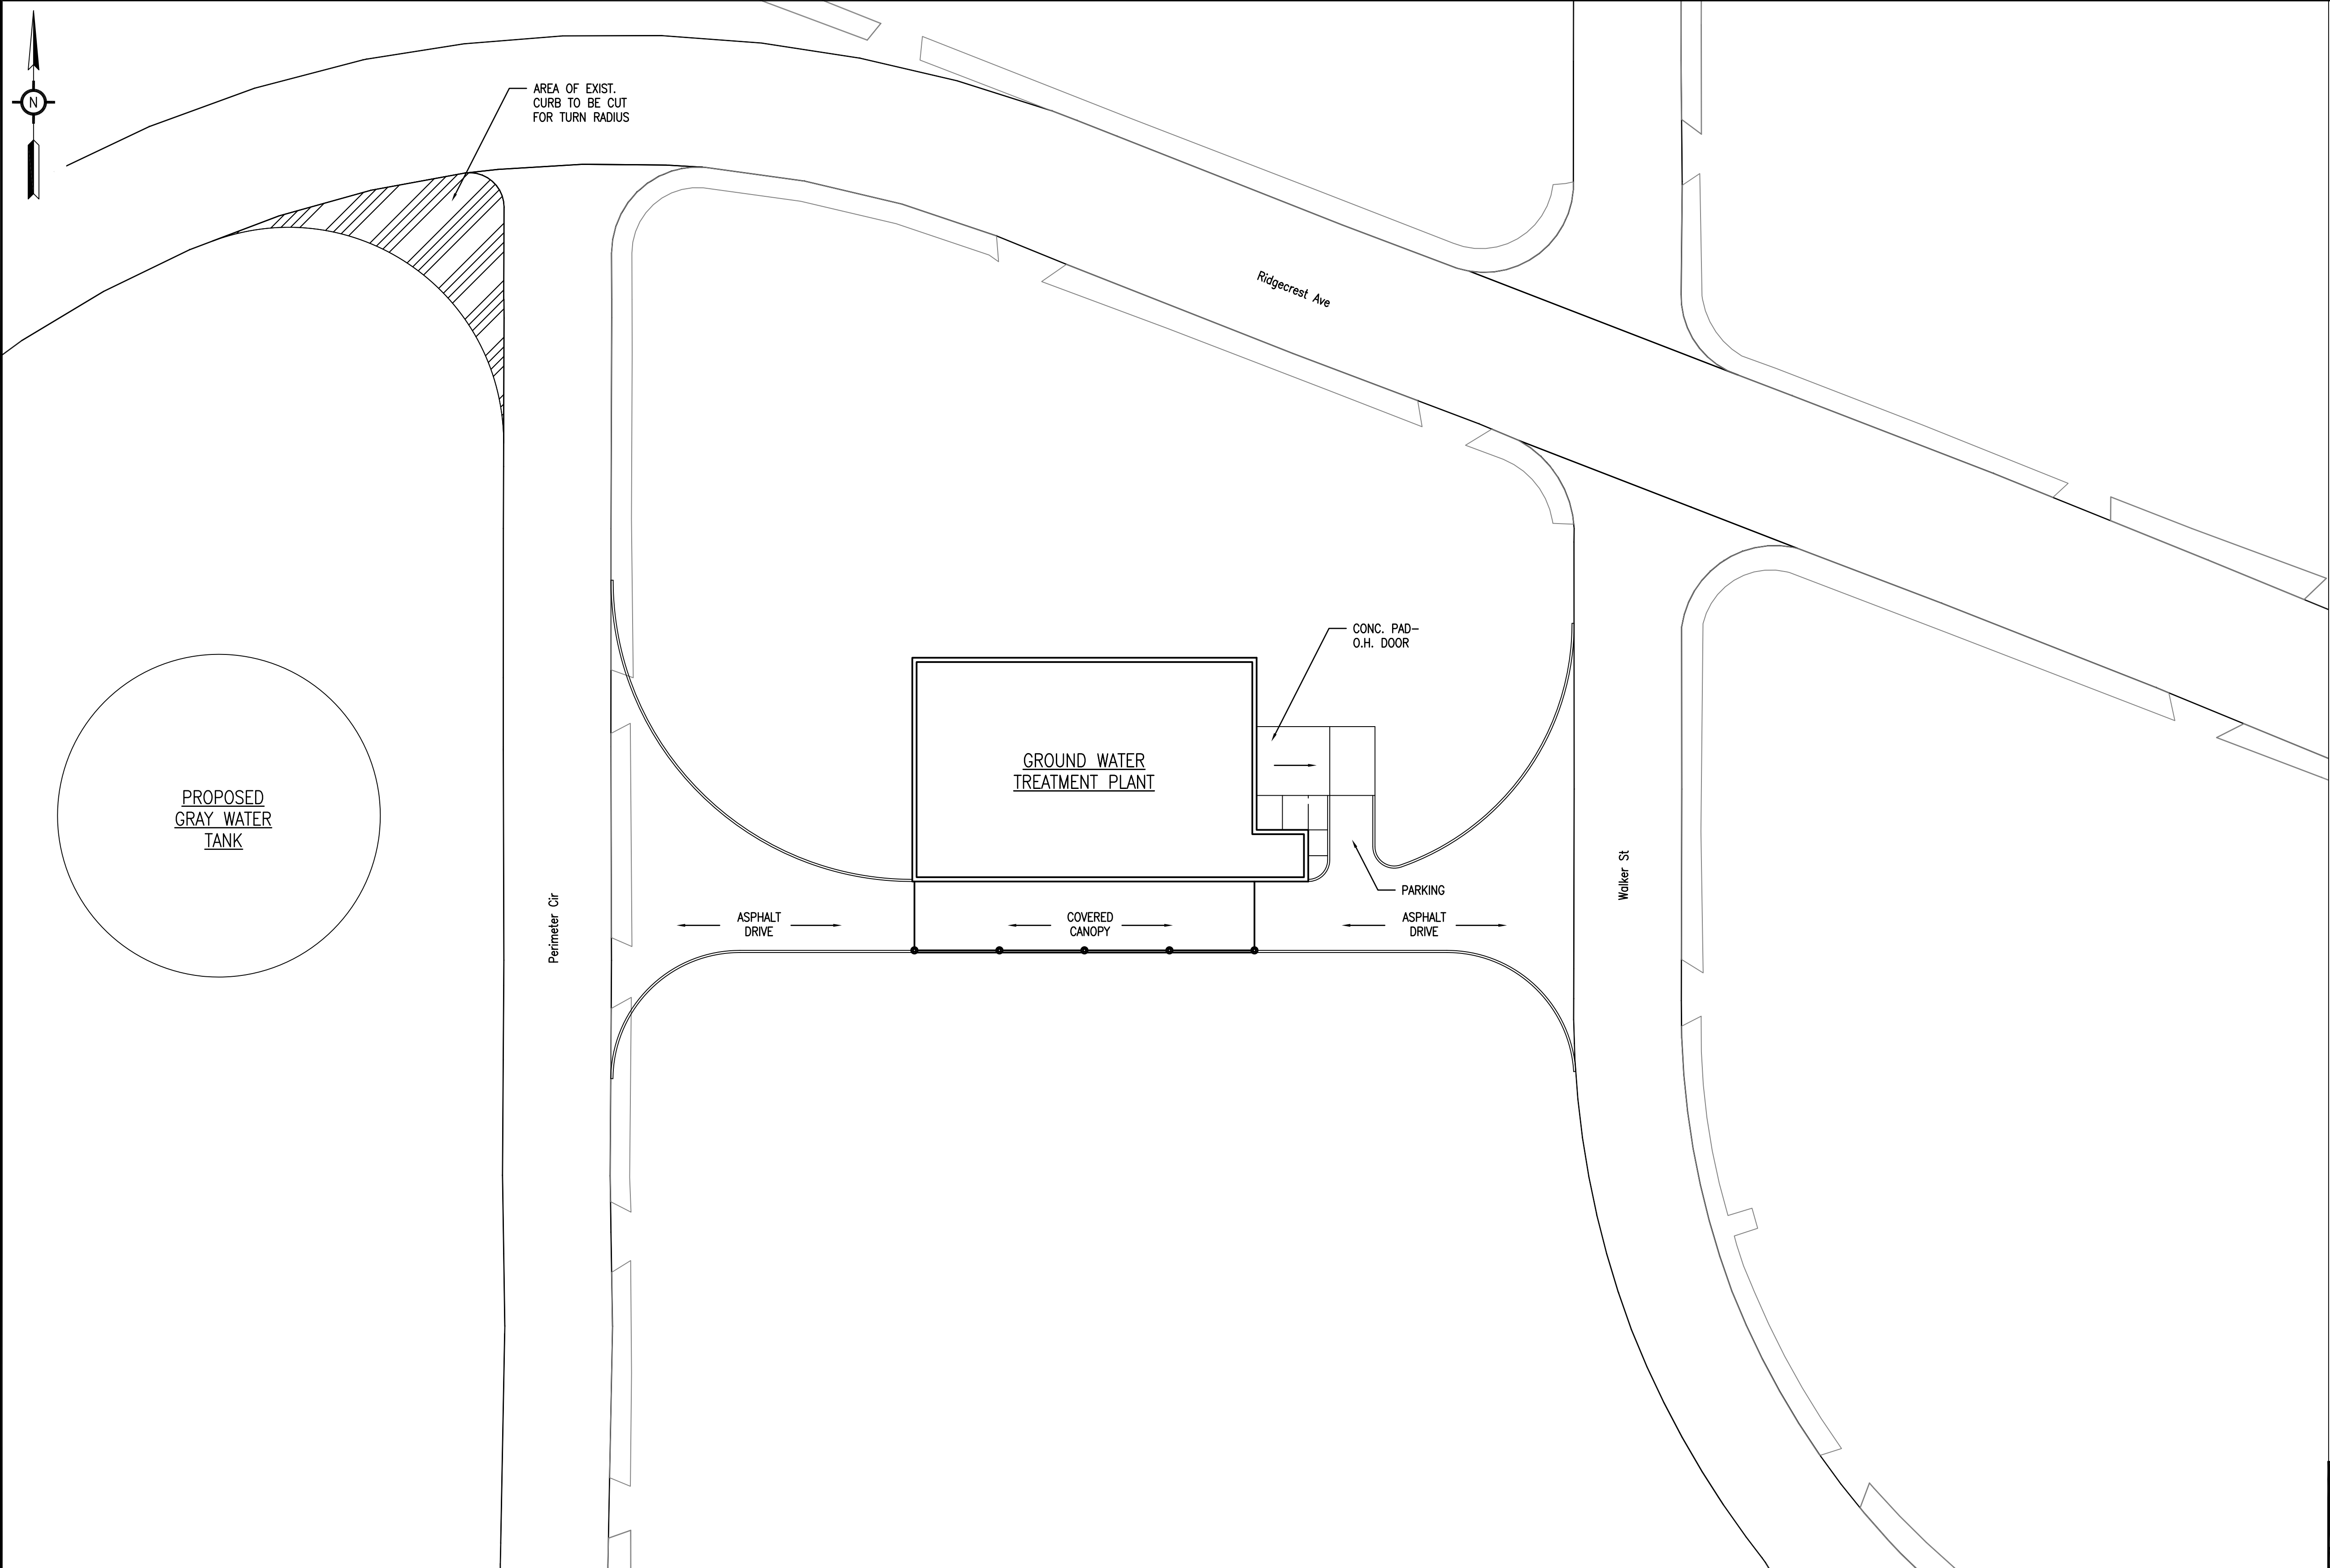 N
AREA OF EXIST.
CURB TO BE CUT
FOR TURN RADIUS
Ridgecrest Ave
CONC. PAD-
O.H. DOOR
GROUND WATER
TREATMENT PLANT
PROPOSED
GRAY WATER
TANK
Perimeter Cir
Walker St
PARKING
ASPHALT
DRIVE
COVERED
CANOPY
ASPHALT
DRIVE